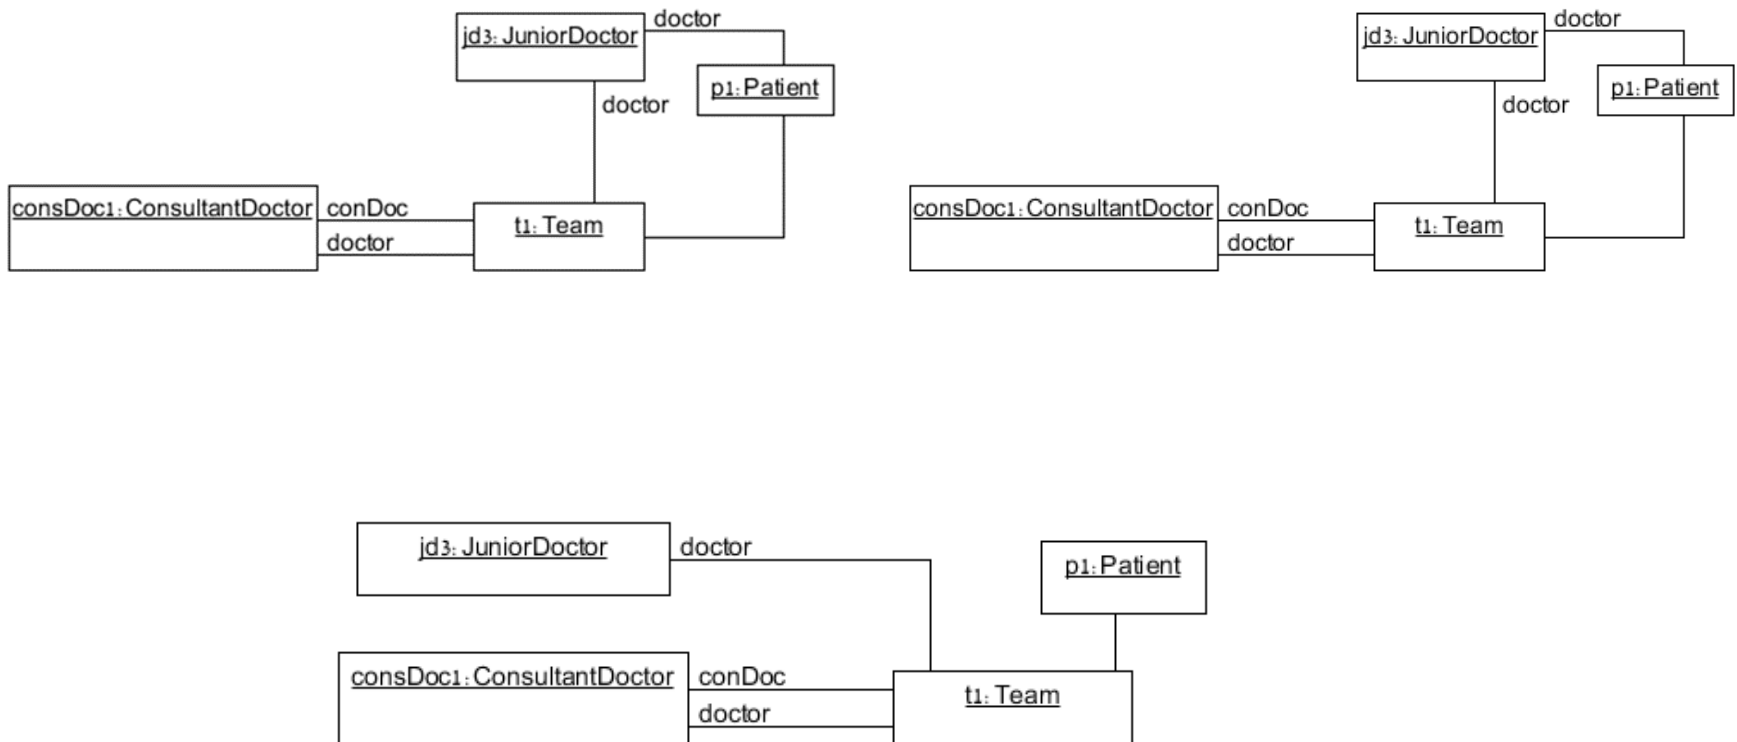 doctor
jd3: JuniorDoctor
p1: Patient
doctor
consDoc1: ConsultantDoctor
conDoc
t1: Team
doctor
doctor
jd3: JuniorDoctor
p1: Patient
doctor
consDoc1: ConsultantDoctor
conDoc
t1: Team
doctor
jd3: JuniorDoctor
doctor
p1: Patient
consDoc1: ConsultantDoctor
conDoc
t1: Team
doctor